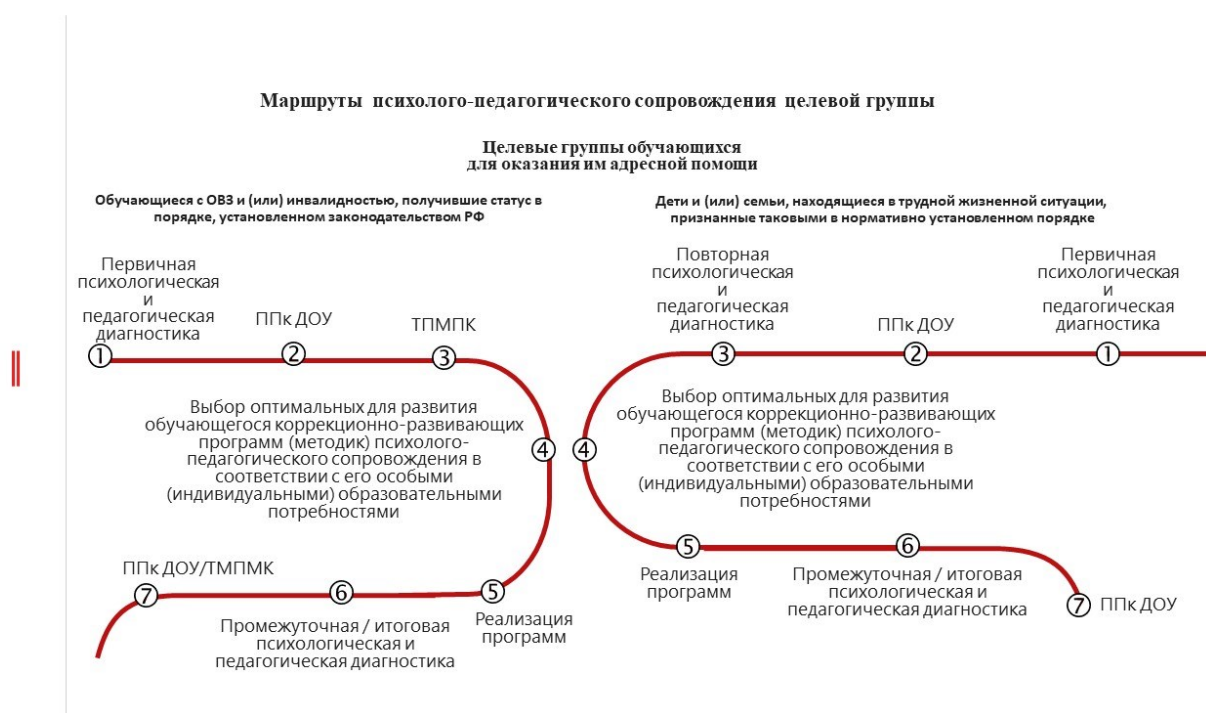 Маршруты психолого-педагогического сопровождения целевой группы
Целевые группы обучающихся
для оказания им адресной помощи
Обучающиеся с ОВЗ и (или) инвалидностью, получившие статус в
порядке, установленном законодательством РФ
Первичная
психологическая
и
педагогическая
диагностика
ППк ДОУ
ТПМПК
1
2
3
Выбор оптимальных для развития
обучающегося коррекционно-развивающих
программ (методик) психолого-
педагогического сопровождения в
соответствии с его особыми
(индивидуальными) образовательными
потребностями
4
ППк ДОУ/ТМПМК
7
6
5
Промежуточная / итоговая
психологическая и
педагогическая диагностика
Реализация
программ
Дети и (или) семьи, находящиеся в трудной жизненной ситуации,
признанные таковыми в нормативно установленном порядке
Повторная
психологическая
и
педагогическая
диагностика
ППк ДОУ
Первичная
психологическая
и
педагогическая
диагностика
3
2
1
4
Выбор оптимальных для развития
обучающегося коррекционно-развивающих
программ (методик) психолого-
педагогического сопровождения в
соответствии с его особыми
(индивидуальными) образовательными
потребностями
5
6
Реализация
программ
Промежуточная / итоговая
психологическая и
педагогическая диагностика
7 ППк ДОУ